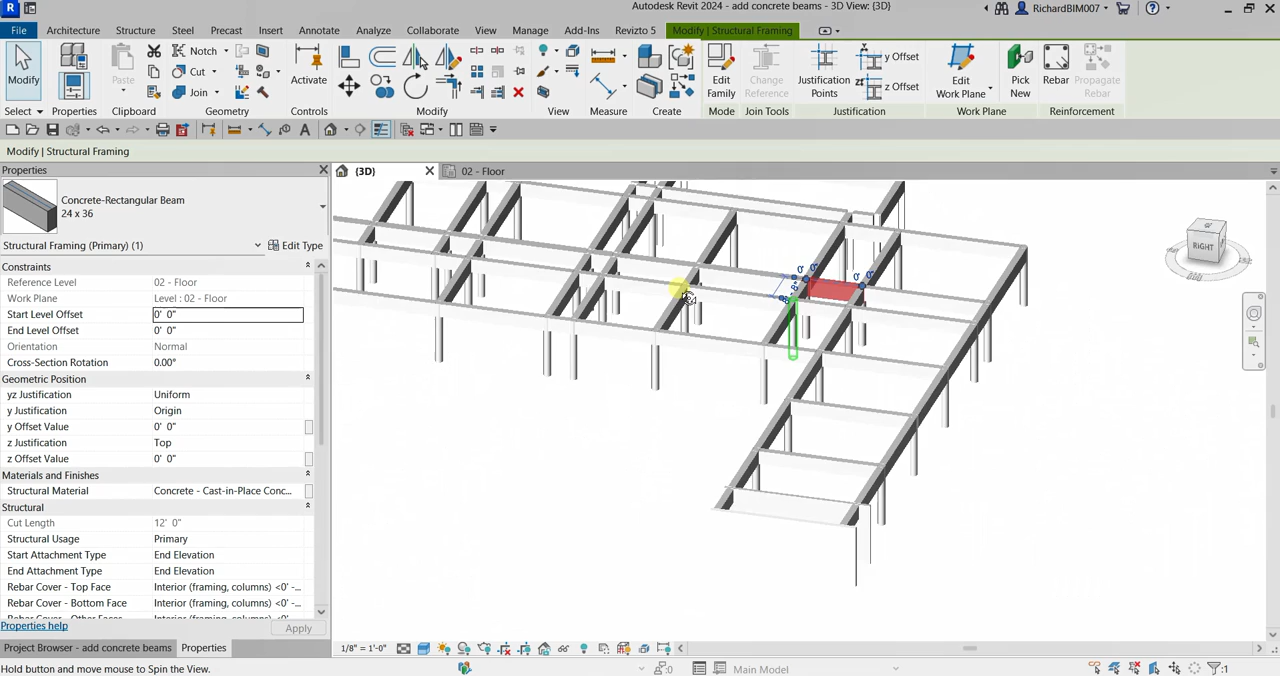 Autodesk Revit 2024 - add concrete beams - 3D View: {3D}
RichardBIM007
File
Architecture
Structure
Steel
Precast
Insert
Annotate
Analyze
Collaborate
View
Manage
Add-Ins
Revizto 5
Modify | Structural Framing
Modify
Paste
Notch
Cut
Join
Activate
Edit
Family
Change
Reference
Justification
Points
y Offset
z Offset
Edit
Work Plane
Pick
New
Rebar
Propagate
Rebar
Select
Properties
Clipboard
Geometry
Controls
Modify
View
Measure
Create
Mode
Join Tools
Justification
Work Plane
Reinforcement
Modify | Structural Framing
Properties
{3D}
02 - Floor
Concrete-Rectangular Beam
24 x 36
Structural Framing (Primary) (1)
Edit Type
Constraints
Reference Level 02 - Floor
Work Plane Level : 02 - Floor
Start Level Offset 0' 0"
End Level Offset 0' 0"
Orientation Normal
Cross-Section Rotation 0.00°
Geometric Position
yz Justification Uniform
y Justification Origin
y Offset Value 0' 0"
z Justification Top
z Offset Value 0' 0"
Materials and Finishes
Structural Material Concrete - Cast-in-Place Conc...
Structural
Cut Length 12' 0"
Structural Usage Primary
Start Attachment Type End Elevation
End Attachment Type End Elevation
Rebar Cover - Top Face Interior (framing, columns) <0' -...
Rebar Cover - Bottom Face Interior (framing, columns) <0' -...
Properties help
Apply
Project Browser - add concrete beams
Properties
RIGHT
1/8" = 1'-0"
Hold button and move mouse to Spin the View.
:0
Main Model
:1